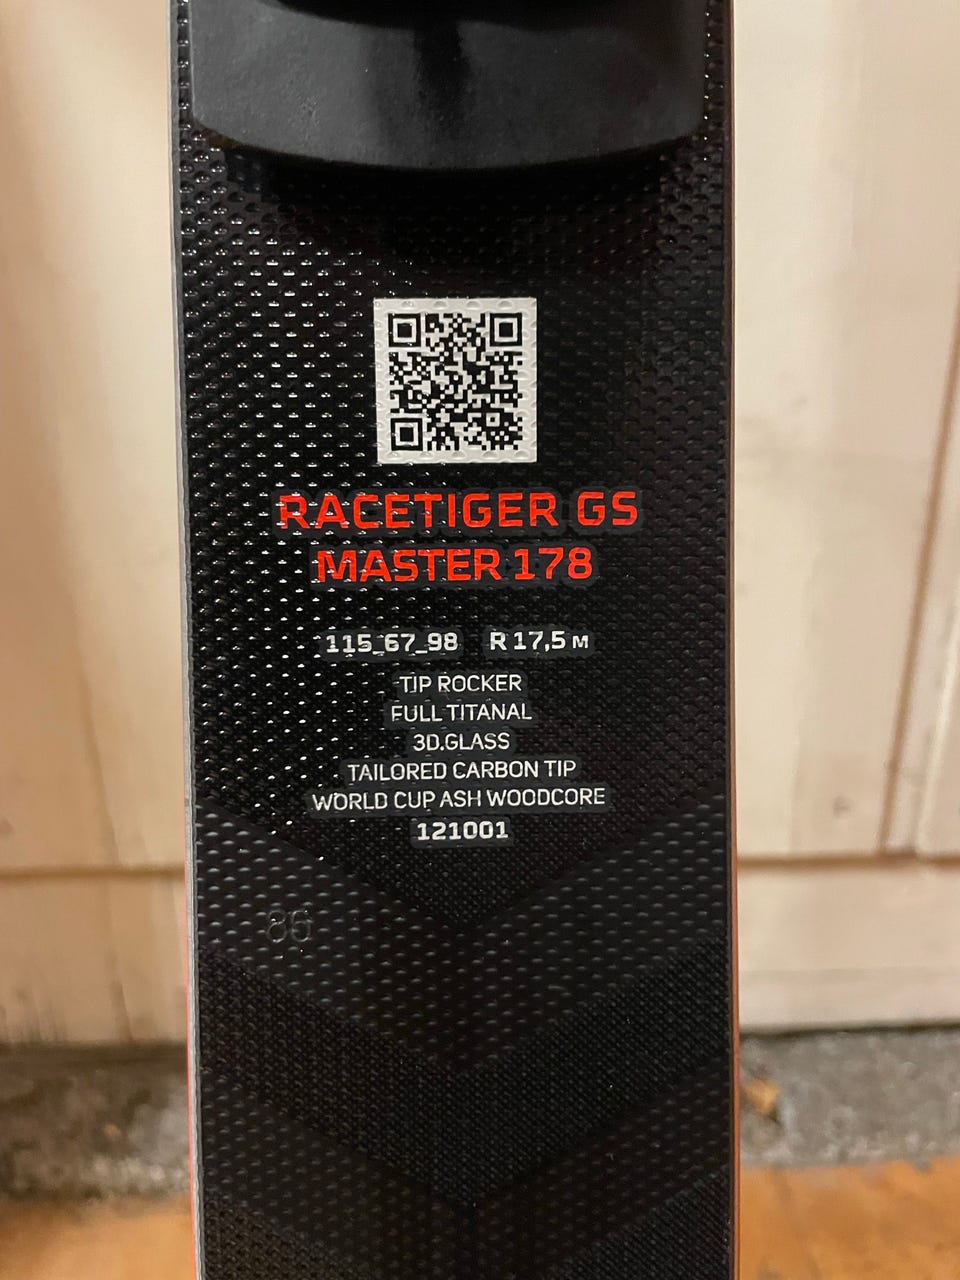 RACETIGER GS
MASTER 178
115_67_98 R 17,5 M
TIP ROCKER
FULL TITANAL
3D.GLASS
TAILORED CARBON TIP
WORLD CUP ASH WOODCORE
121001
86